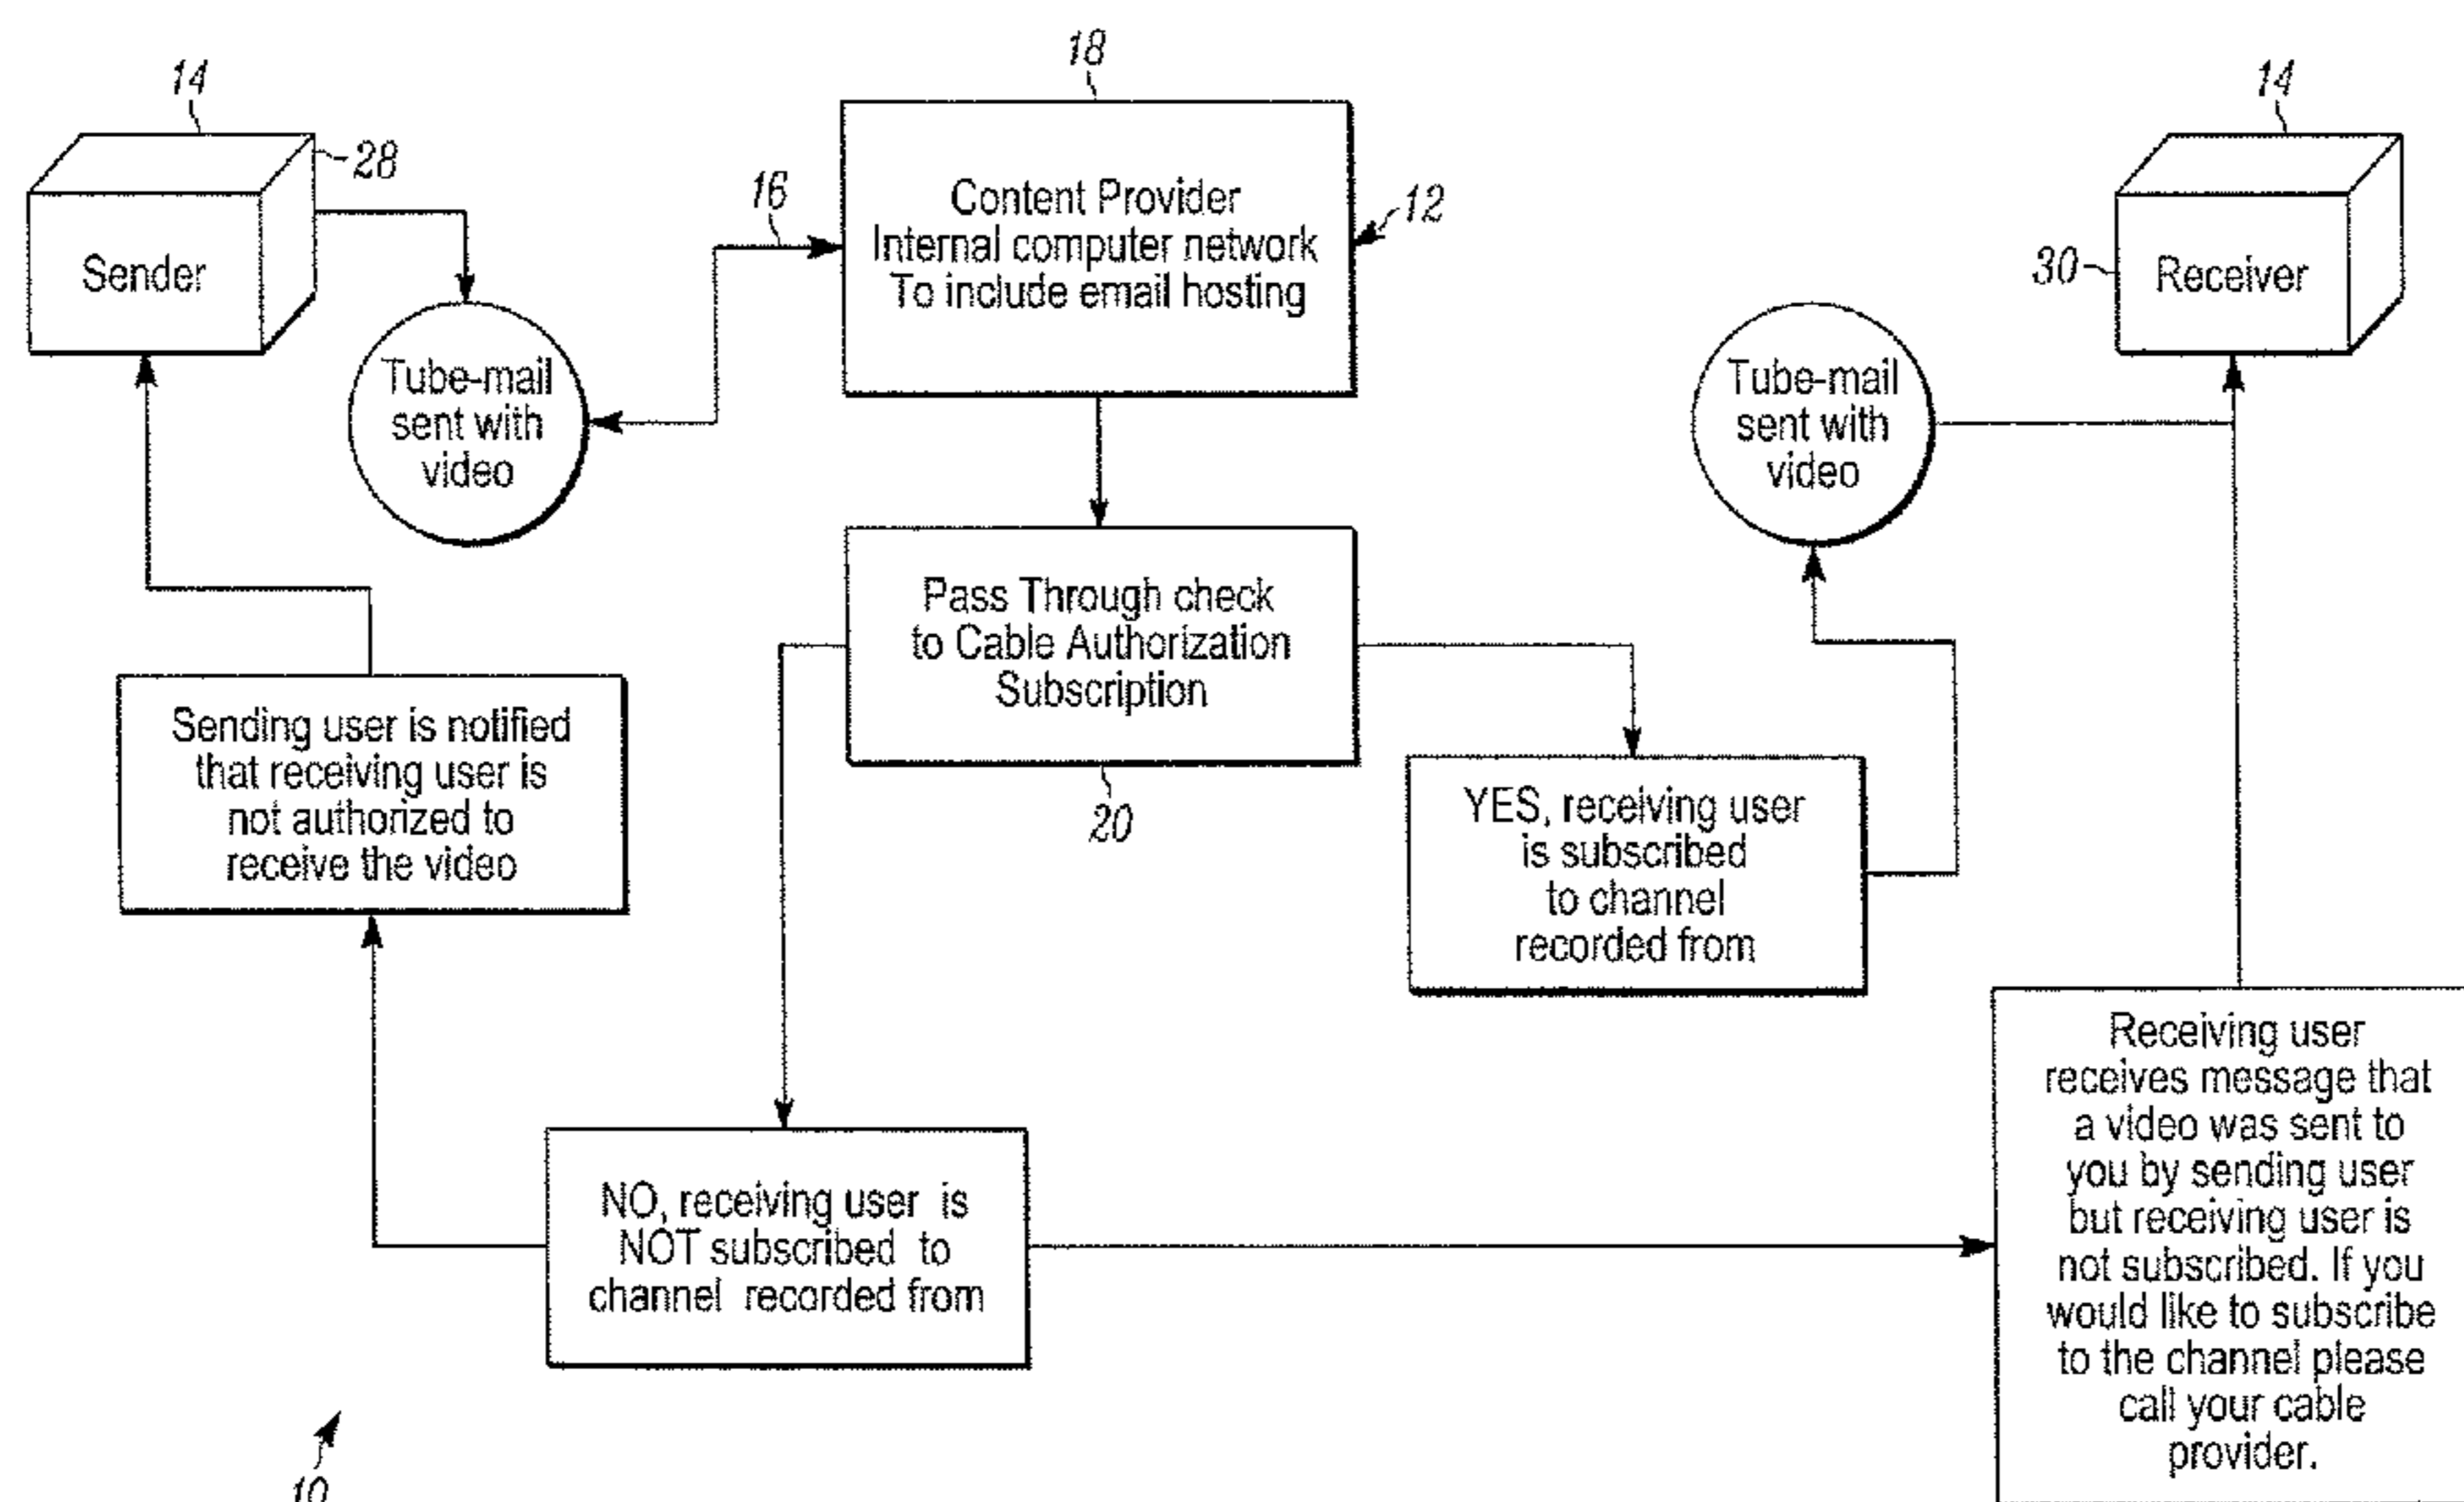 18
14
14
28
16
12
Content Provider
Internal computer network
To include email hosting
Sender
30
Receiver
Tube-mail
sent with
video
Tube-mail
sent with
video
Pass Through check
to Cable Authorization
Subscription
20
Sending user is notified
that receiving user is
not authorized to
receive the video
YES, receiving user
is subscribed
to channel
recorded from
NO, receiving user is
NOT subscribed to
channel recorded from
Receiving user
receives message that
a video was sent to
you by sending user
but receiving user is
not subscribed. If you
would like to subscribe
to the channel please
call your cable
provider.
10